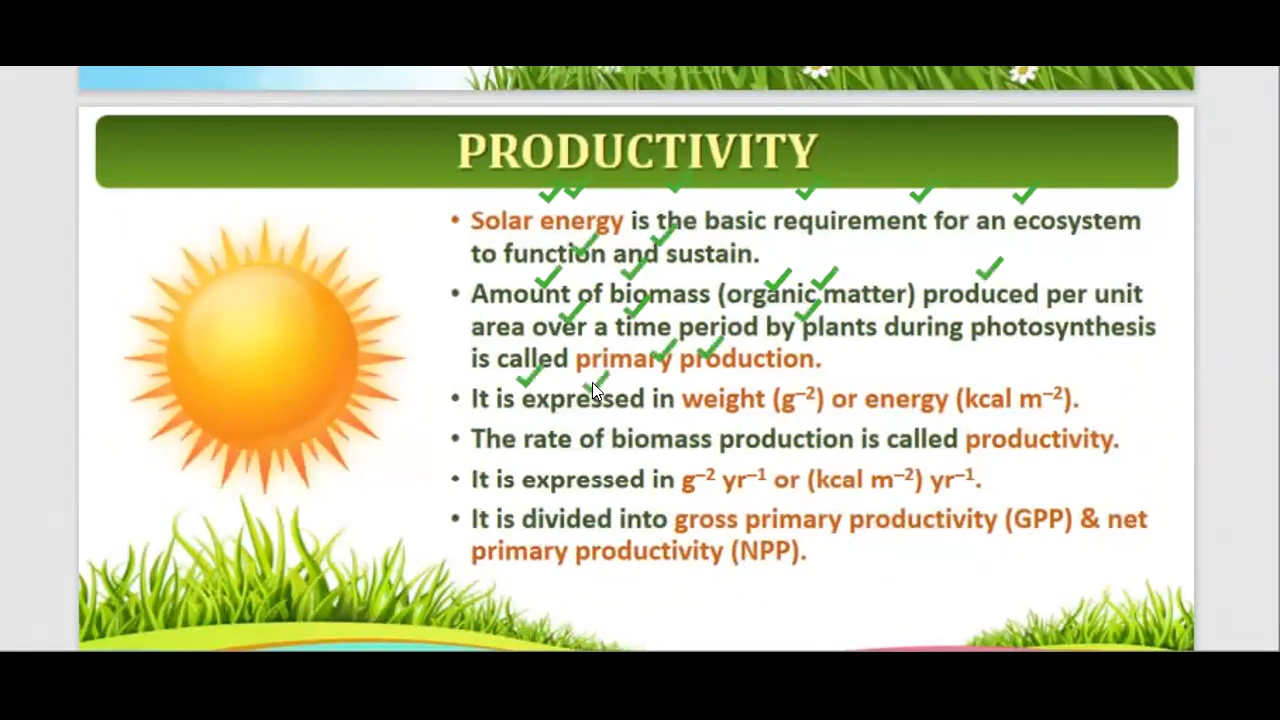 PRODUCTIVITY
• Solar energy is the basic requirement for an ecosystem
to function and sustain.
• Amount of biomass (organic matter) produced per unit
area over a time period by plants during photosynthesis
is called primary production.
• It is expressed in weight (g⁻²) or energy (kcal m⁻²).
• The rate of biomass production is called productivity.
• It is expressed in g⁻² yr⁻¹ or (kcal m⁻²) yr⁻¹.
• It is divided into gross primary productivity (GPP) & net
primary productivity (NPP).